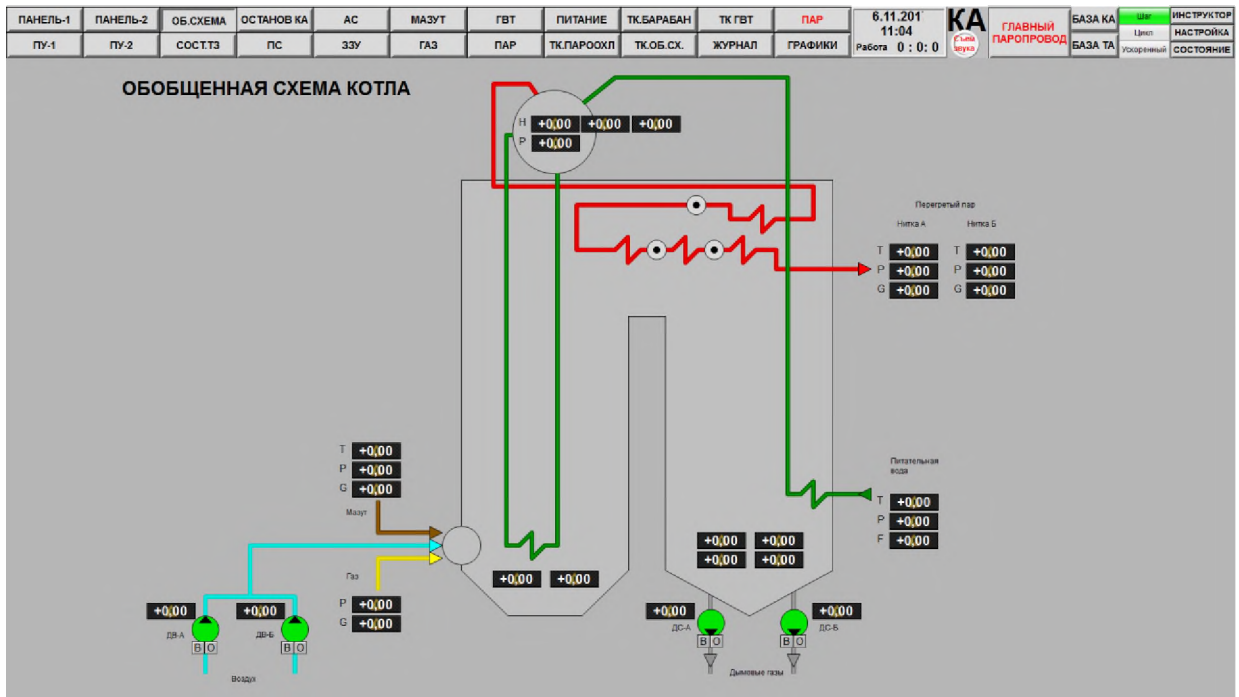 ПАНЕЛЬ-1 ПАНЕЛЬ-2 ОБ.СХЕМА ОСТАНОВ КА АС МАЗУТ ГВТ ПИТАНИЕ ТК.БАРАБАН ТК ГВТ ПАР 6.11.201 КА ГЛАВНЫЙ ПАРОПРОВОД БАЗА КА Шаг ИНСТРУКТОР
11:04 Съем звука Цикл НАСТРОЙКА
ПУ-1 ПУ-2 СОСТ.ТЗ ПС ЗЗУ ГАЗ ПАР ТК.ПАРООХЛ ТК.ОБ.СХ. ЖУРНАЛ ГРАФИКИ Работа 0 : 0: 0 БАЗА ТА Ускоренный СОСТОЯНИЕ
ОБОБЩЕННАЯ СХЕМА КОТЛА
H +0,00 +0,00 +0,00
P +0,00
Перегретый пар
Нитка А Нитка Б
T +0,00 T +0,00
P +0,00 P +0,00
G +0,00 G +0,00
T +0,00
P +0,00
G +0,00
Мазут
Питательная
вода
T +0,00
P +0,00
F +0,00
+0,00 +0,00
+0,00 +0,00
+0,00 +0,00
Газ
P +0,00
G +0,00
+0,00 +0,00
ДВ-А ДВ-Б
В О В О
Воздух
+0,00 +0,00
ДС-А ДС-Б
В О В О
Дымовые газы